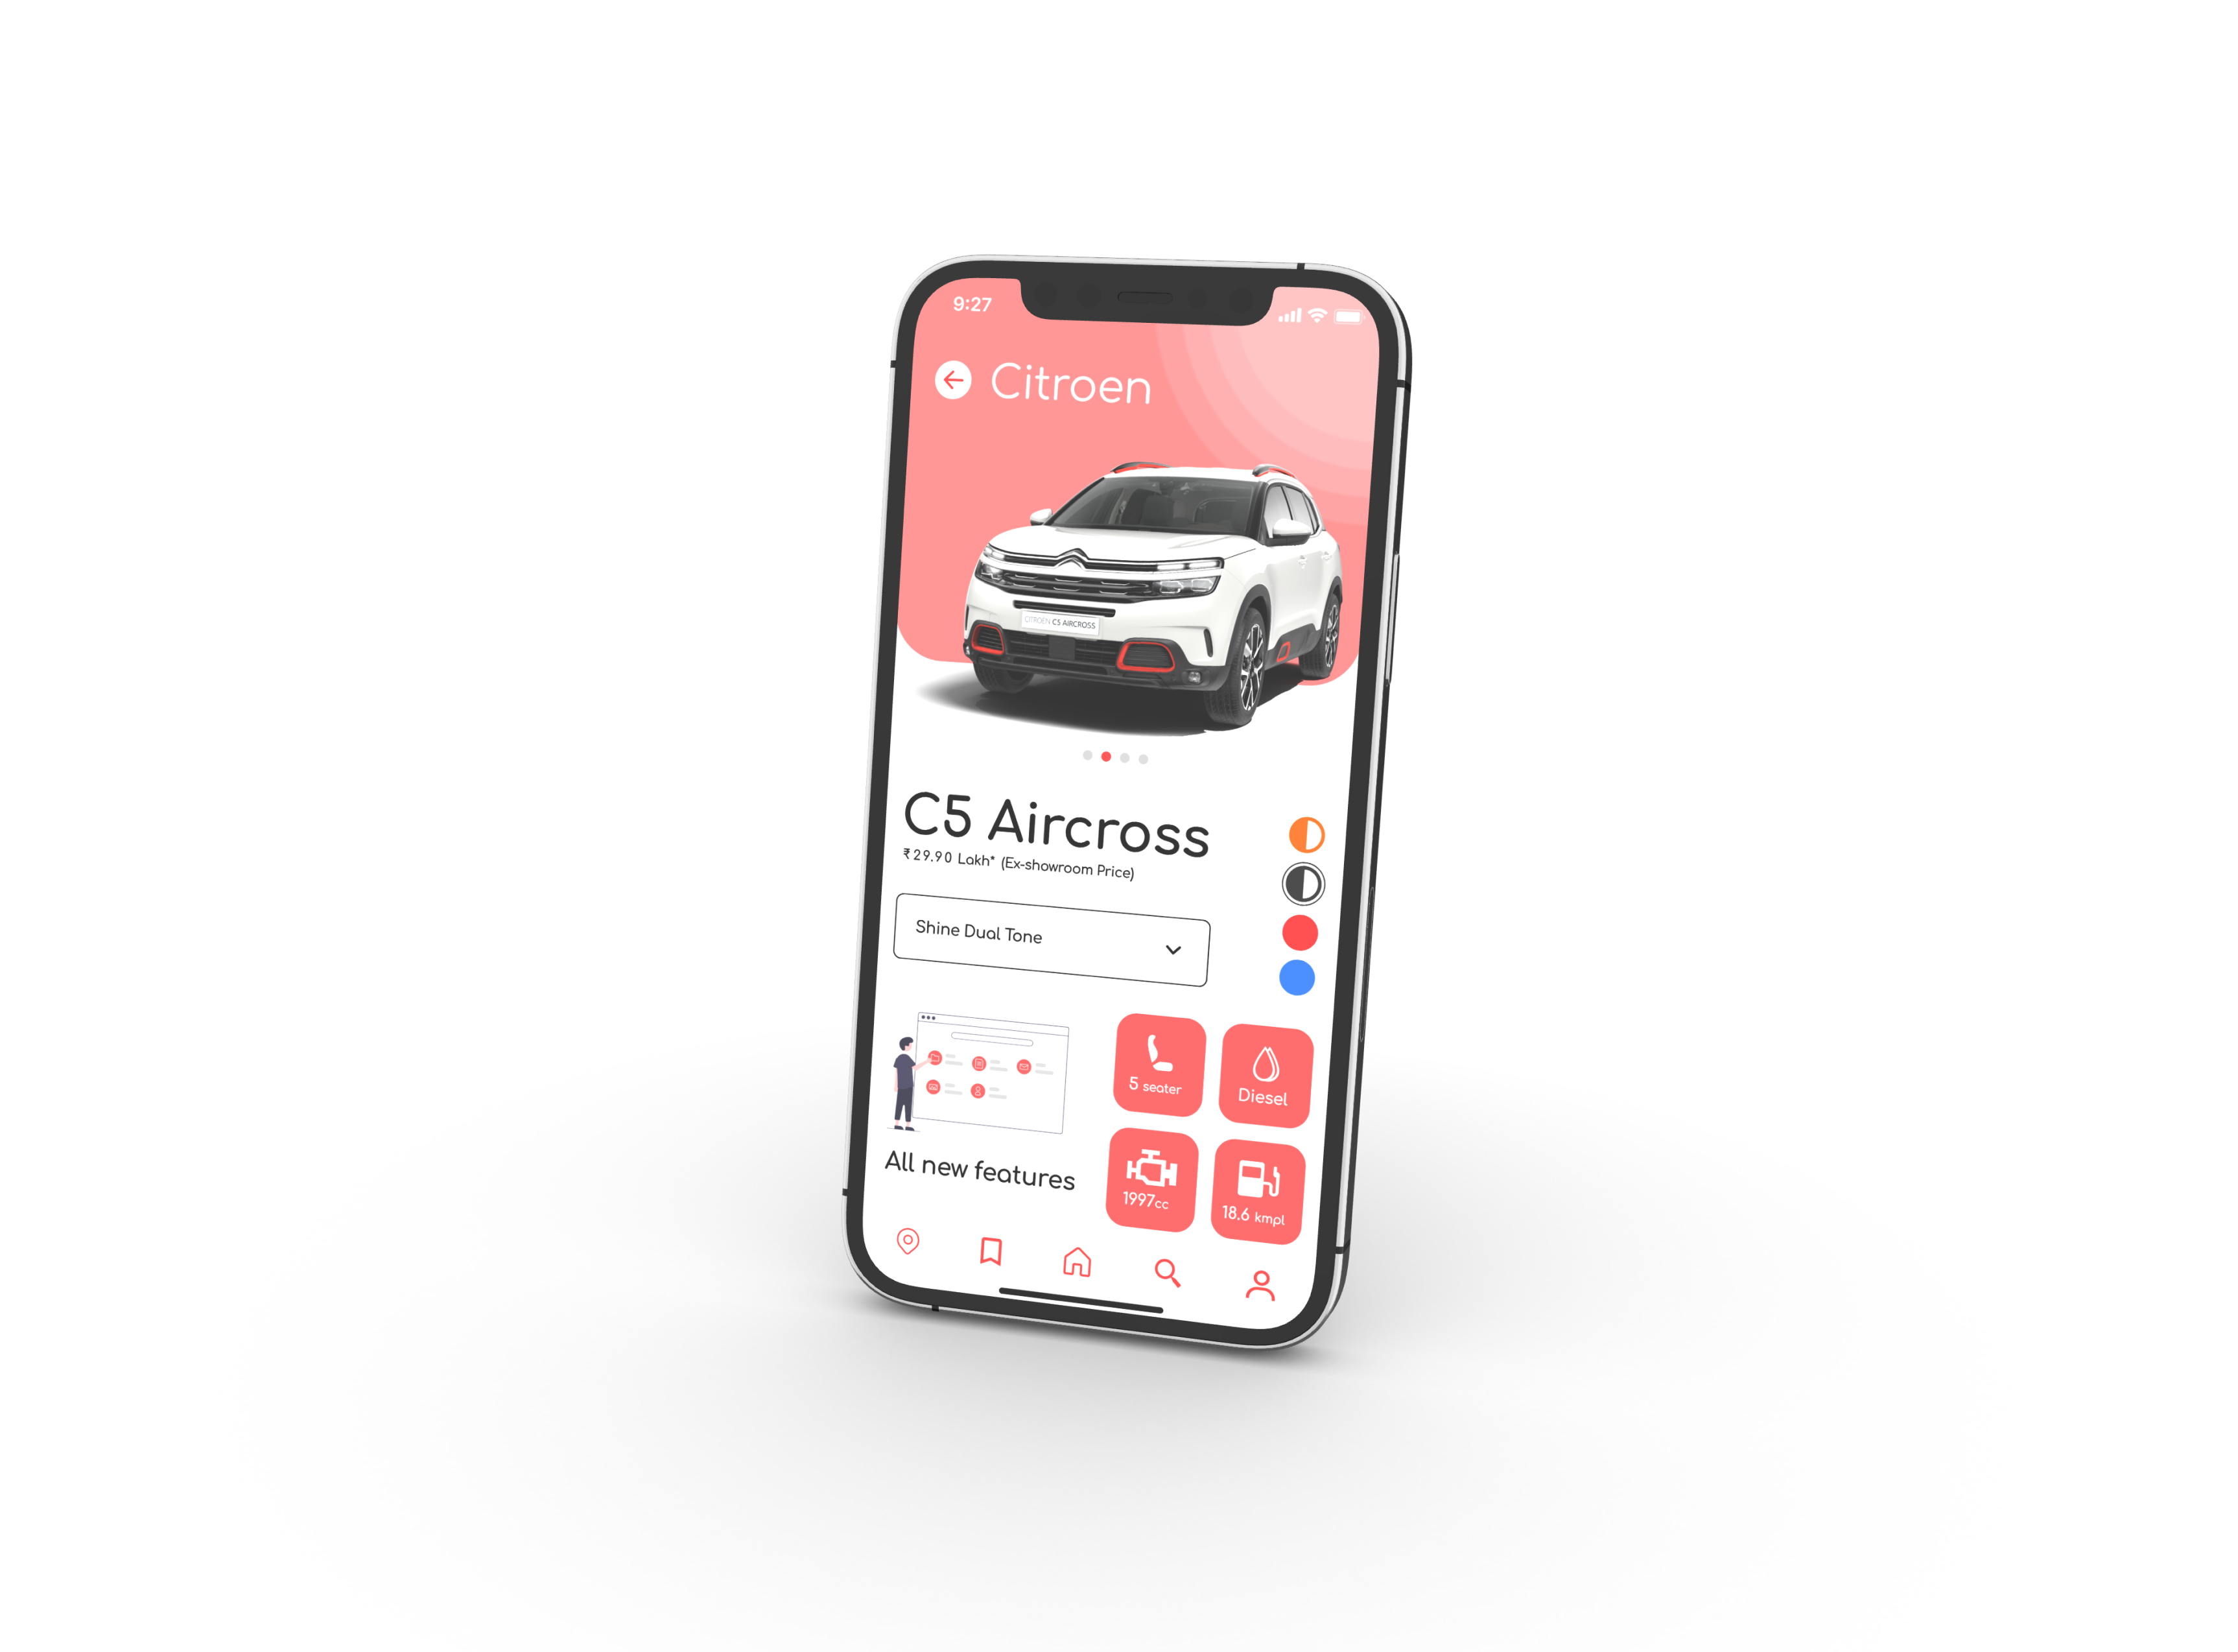 9:27
Citroen
CITROËN C5 AIRCROSS
C5 Aircross
₹29.90 Lakh* (Ex-showroom Price)
Shine Dual Tone
5 seater
Diesel
All new features
1997cc
18.6 kmpl